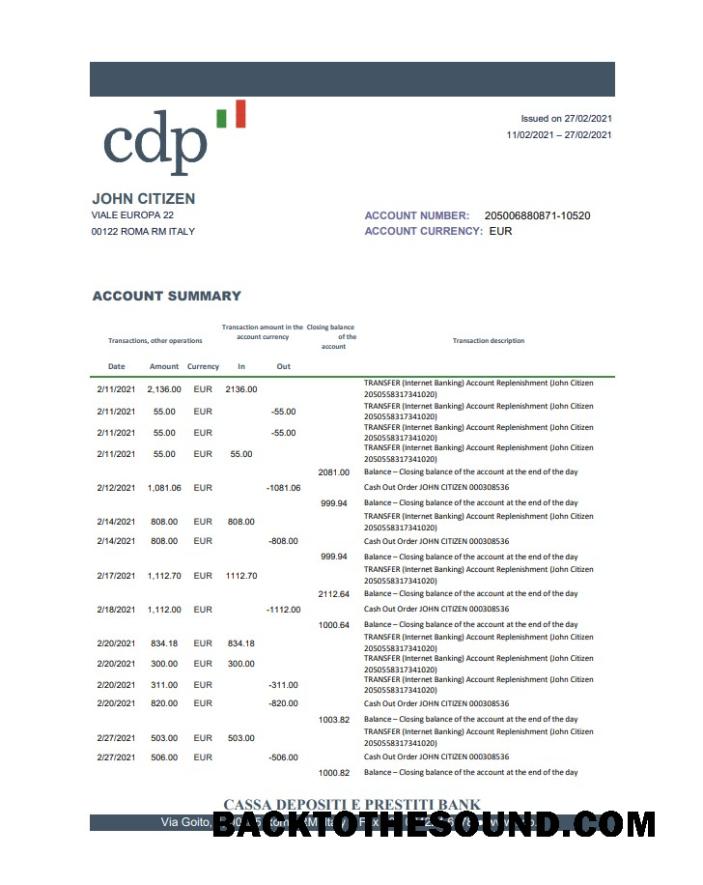 cdp
Issued on 27/02/2021
11/02/2021 – 27/02/2021
JOHN CITIZEN
VIALE EUROPA 22
00122 ROMA RM ITALY
ACCOUNT NUMBER: 205006880871-10520
ACCOUNT CURRENCY: EUR
ACCOUNT SUMMARY
Transactions, other operations
Transaction amount in the account currency
Closing balance of the account
Transaction description
Date Amount Currency In Out
2/11/2021 2,136.00 EUR 2136.00 TRANSFER (Internet Banking) Account Replenishment (John Citizen
2050558317341020)
2/11/2021 55.00 EUR -55.00 TRANSFER (Internet Banking) Account Replenishment (John Citizen
2050558317341020)
2/11/2021 55.00 EUR -55.00 TRANSFER (Internet Banking) Account Replenishment (John Citizen
2050558317341020)
2/11/2021 55.00 EUR 55.00 TRANSFER (Internet Banking) Account Replenishment (John Citizen
2050558317341020)
2081.00 Balance – Closing balance of the account at the end of the day
2/12/2021 1,081.06 EUR -1081.06 Cash Out Order JOHN CITIZEN 000308536
999.94 Balance – Closing balance of the account at the end of the day
2/14/2021 808.00 EUR 808.00 TRANSFER (Internet Banking) Account Replenishment (John Citizen
2050558317341020)
2/14/2021 808.00 EUR -808.00 Cash Out Order JOHN CITIZEN 000308536
999.94 Balance – Closing balance of the account at the end of the day
2/17/2021 1,112.70 EUR 1112.70 TRANSFER (Internet Banking) Account Replenishment (John Citizen
2050558317341020)
2112.64 Balance – Closing balance of the account at the end of the day
2/18/2021 1,112.00 EUR -1112.00 Cash Out Order JOHN CITIZEN 000308536
1000.64 Balance – Closing balance of the account at the end of the day
2/20/2021 834.18 EUR 834.18 TRANSFER (Internet Banking) Account Replenishment (John Citizen
2050558317341020)
2/20/2021 300.00 EUR 300.00 TRANSFER (Internet Banking) Account Replenishment (John Citizen
2050558317341020)
2/20/2021 311.00 EUR -311.00 TRANSFER (Internet Banking) Account Replenishment (John Citizen
2050558317341020)
2/20/2021 820.00 EUR -820.00 Cash Out Order JOHN CITIZEN 000308536
1003.82 Balance – Closing balance of the account at the end of the day
2/27/2021 503.00 EUR 503.00 TRANSFER (Internet Banking) Account Replenishment (John Citizen
2050558317341020)
2/27/2021 506.00 EUR -506.00 Cash Out Order JOHN CITIZEN 000308536
1000.82 Balance – Closing balance of the account at the end of the day
CASSA DEPOSITI E PRESTITI BANK
Via Goito,
BACKTOTHESOUND.COM